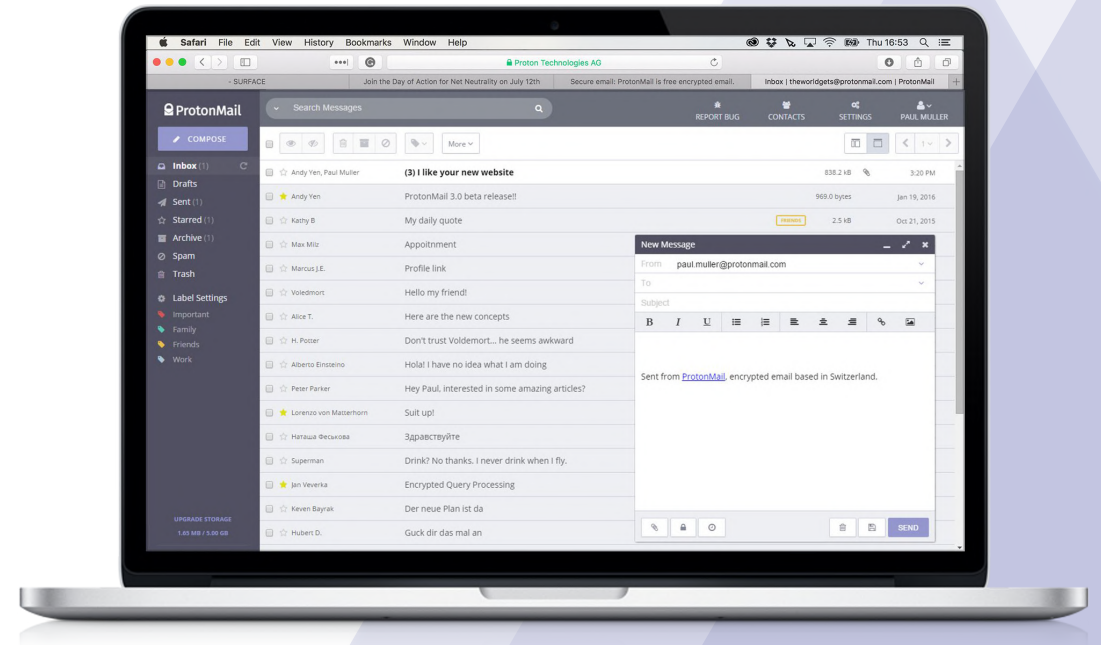 Safari File Edit View History Bookmarks Window Help Thu 16:53
Proton Technologies AG
- SURFACE Join the Day of Action for Net Neutrality on July 12th Secure email: ProtonMail is free encrypted email. Inbox | theworldgets@protonmail.com | ProtonMail
ProtonMail Search Messages REPORT BUG CONTACTS SETTINGS PAUL MULLER
COMPOSE More 1
Inbox (1)
Drafts
Sent (1)
Starred (1)
Archive (1)
Spam
Trash
Label Settings
Important
Family
Friends
Work
UPGRADE STORAGE
1.65 MB / 5.00 GB
Andy Yen, Paul Muller (3) I like your new website 838.2 kB 3:20 PM
Andy Yen ProtonMail 3.0 beta release!! 969.0 bytes Jan 19, 2016
Kathy B My daily quote FRIENDS 2.5 kB Oct 21, 2015
Max Milz Appoitnment
Marcus J.E. Profile link
Voledmort Hello my friend!
Alice T. Here are the new concepts
H. Potter Don't trust Voldemort... he seems awkward
Alberto Einsteino Hola! I have no idea what I am doing
Peter Parker Hey Paul, interested in some amazing articles?
Lorenzo von Matterhorn Suit up!
Наташа Феськова Здравствуйте
Superman Drink? No thanks. I never drink when I fly.
Jan Veverka Encrypted Query Processing
Keven Bayrak Der neue Plan ist da
Hubert D. Guck dir das mal an
New Message
From paul.muller@protonmail.com
To
Subject
B I U
Sent from ProtonMail, encrypted email based in Switzerland.
SEND